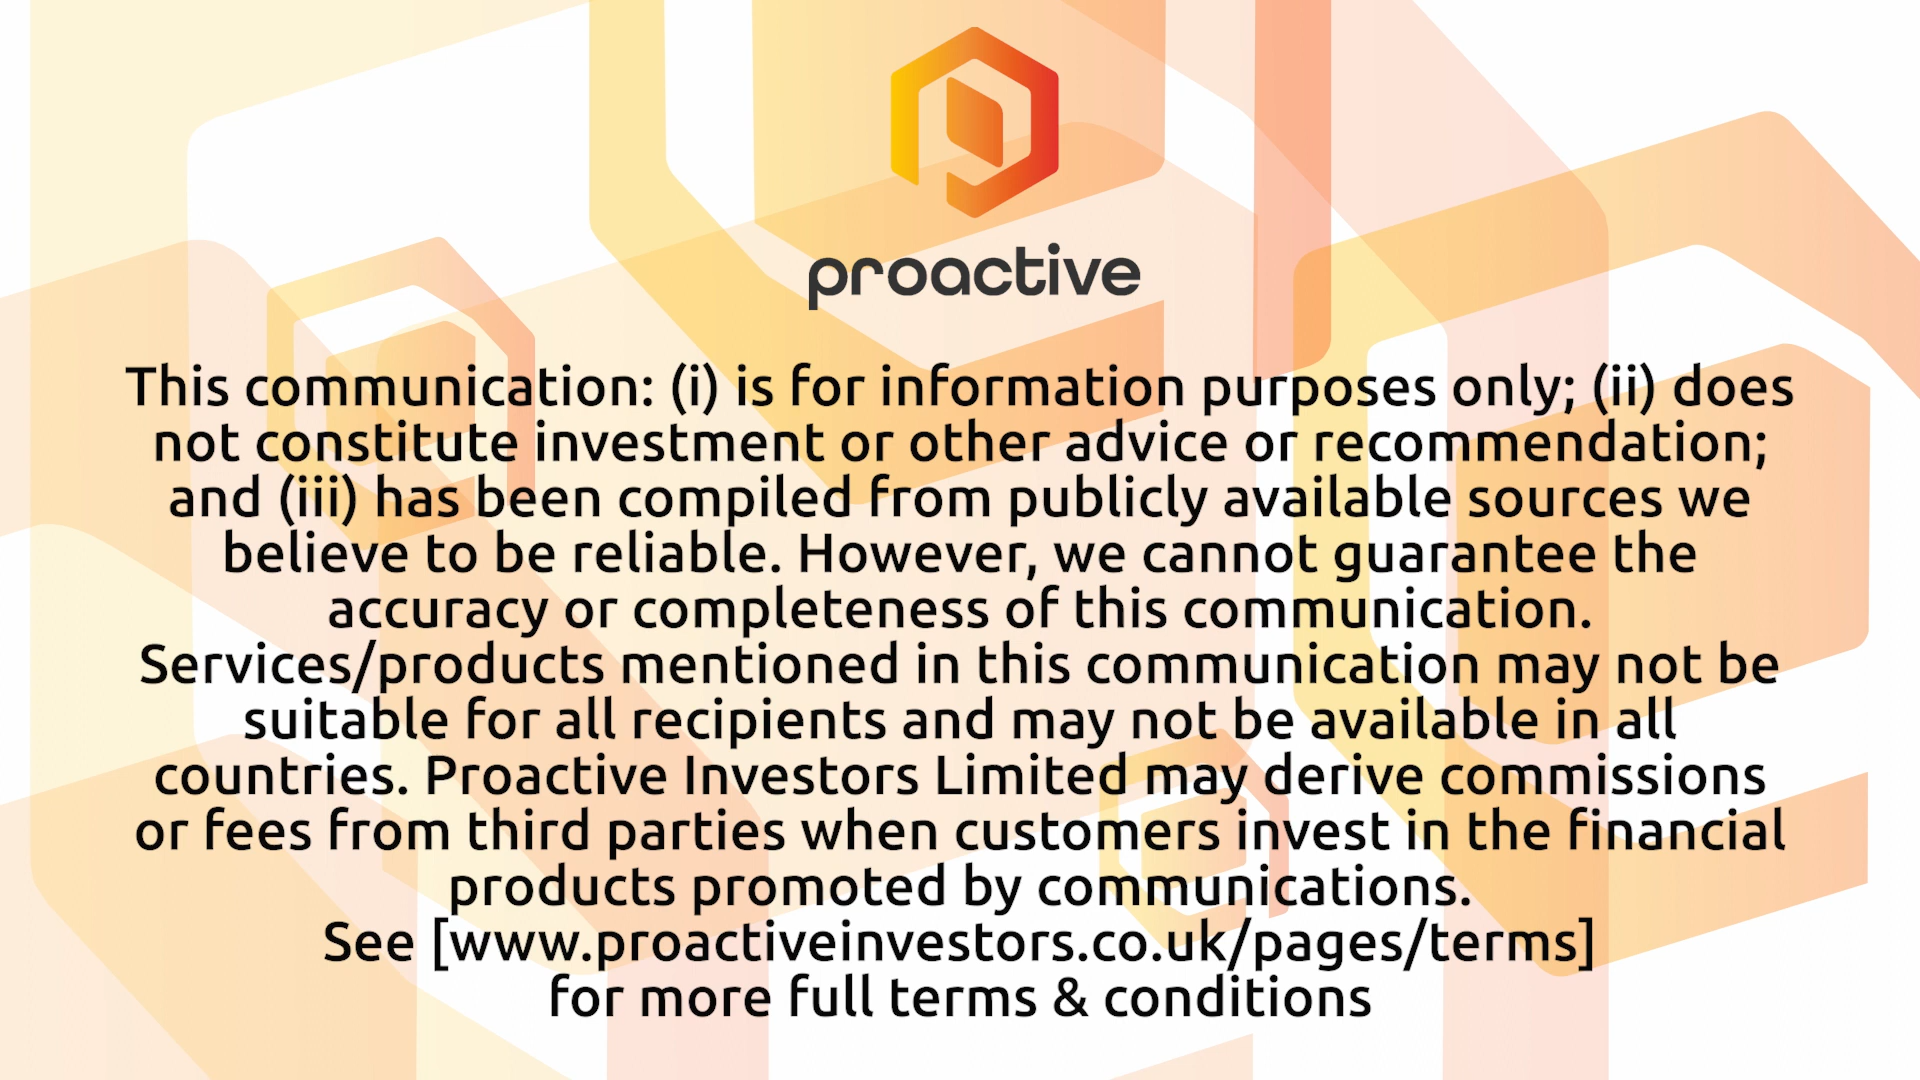 proactive
This communication: (i) is for information purposes only; (ii) does
not constitute investment or other advice or recommendation;
and (iii) has been compiled from publicly available sources we
believe to be reliable. However, we cannot guarantee the
accuracy or completeness of this communication.
Services/products mentioned in this communication may not be
suitable for all recipients and may not be available in all
countries. Proactive Investors Limited may derive commissions
or fees from third parties when customers invest in the financial
products promoted by communications.
See [www.proactiveinvestors.co.uk/pages/terms]
for more full terms & conditions